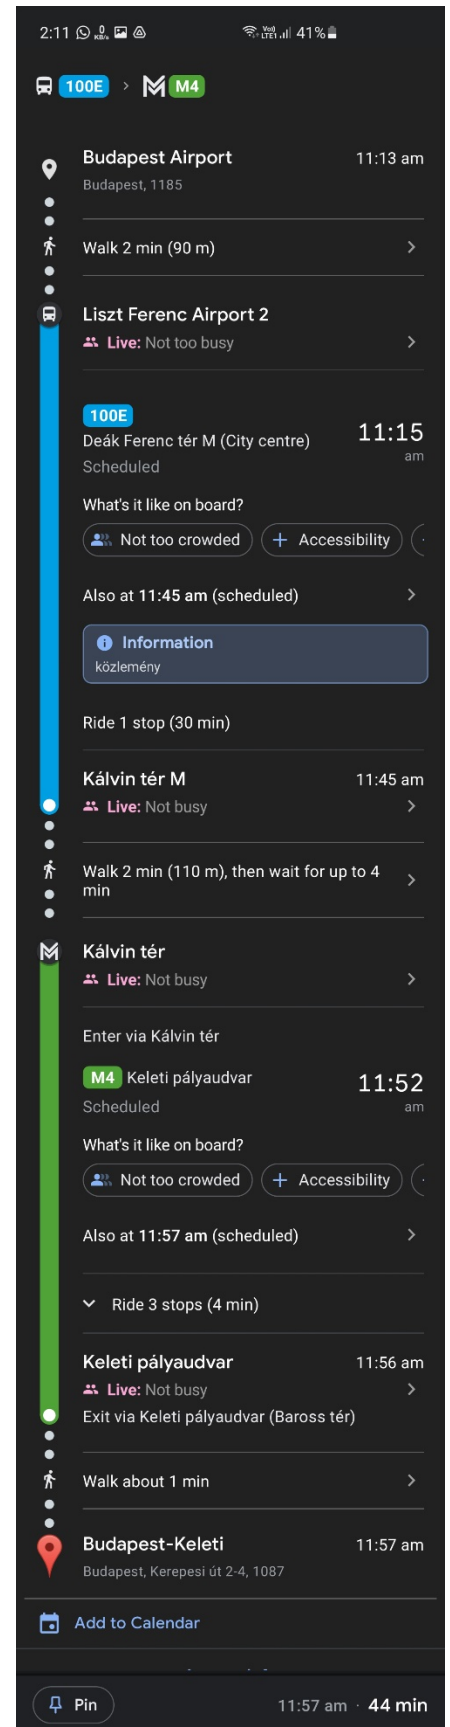 2:11 0 KB/s Vo) LTE1 41%
100E > M4
Budapest Airport 11:13 am
Budapest, 1185
Walk 2 min (90 m)
Liszt Ferenc Airport 2
Live: Not too busy
100E
Deák Ferenc tér M (City centre) 11:15 am
Scheduled
What's it like on board?
Not too crowded + Accessibility
Also at 11:45 am (scheduled)
Information
közlemény
Ride 1 stop (30 min)
Kálvin tér M 11:45 am
Live: Not busy
Walk 2 min (110 m), then wait for up to 4
min
Kálvin tér
Live: Not busy
Enter via Kálvin tér
M4 Keleti pályaudvar 11:52
Scheduled am
What's it like on board?
Not too crowded + Accessibility
Also at 11:57 am (scheduled)
Ride 3 stops (4 min)
Keleti pályaudvar 11:56 am
Live: Not busy
Exit via Keleti pályaudvar (Baross tér)
Walk about 1 min
Budapest-Keleti 11:57 am
Budapest, Kerepesi út 2-4, 1087
Add to Calendar
Pin 11:57 am · 44 min